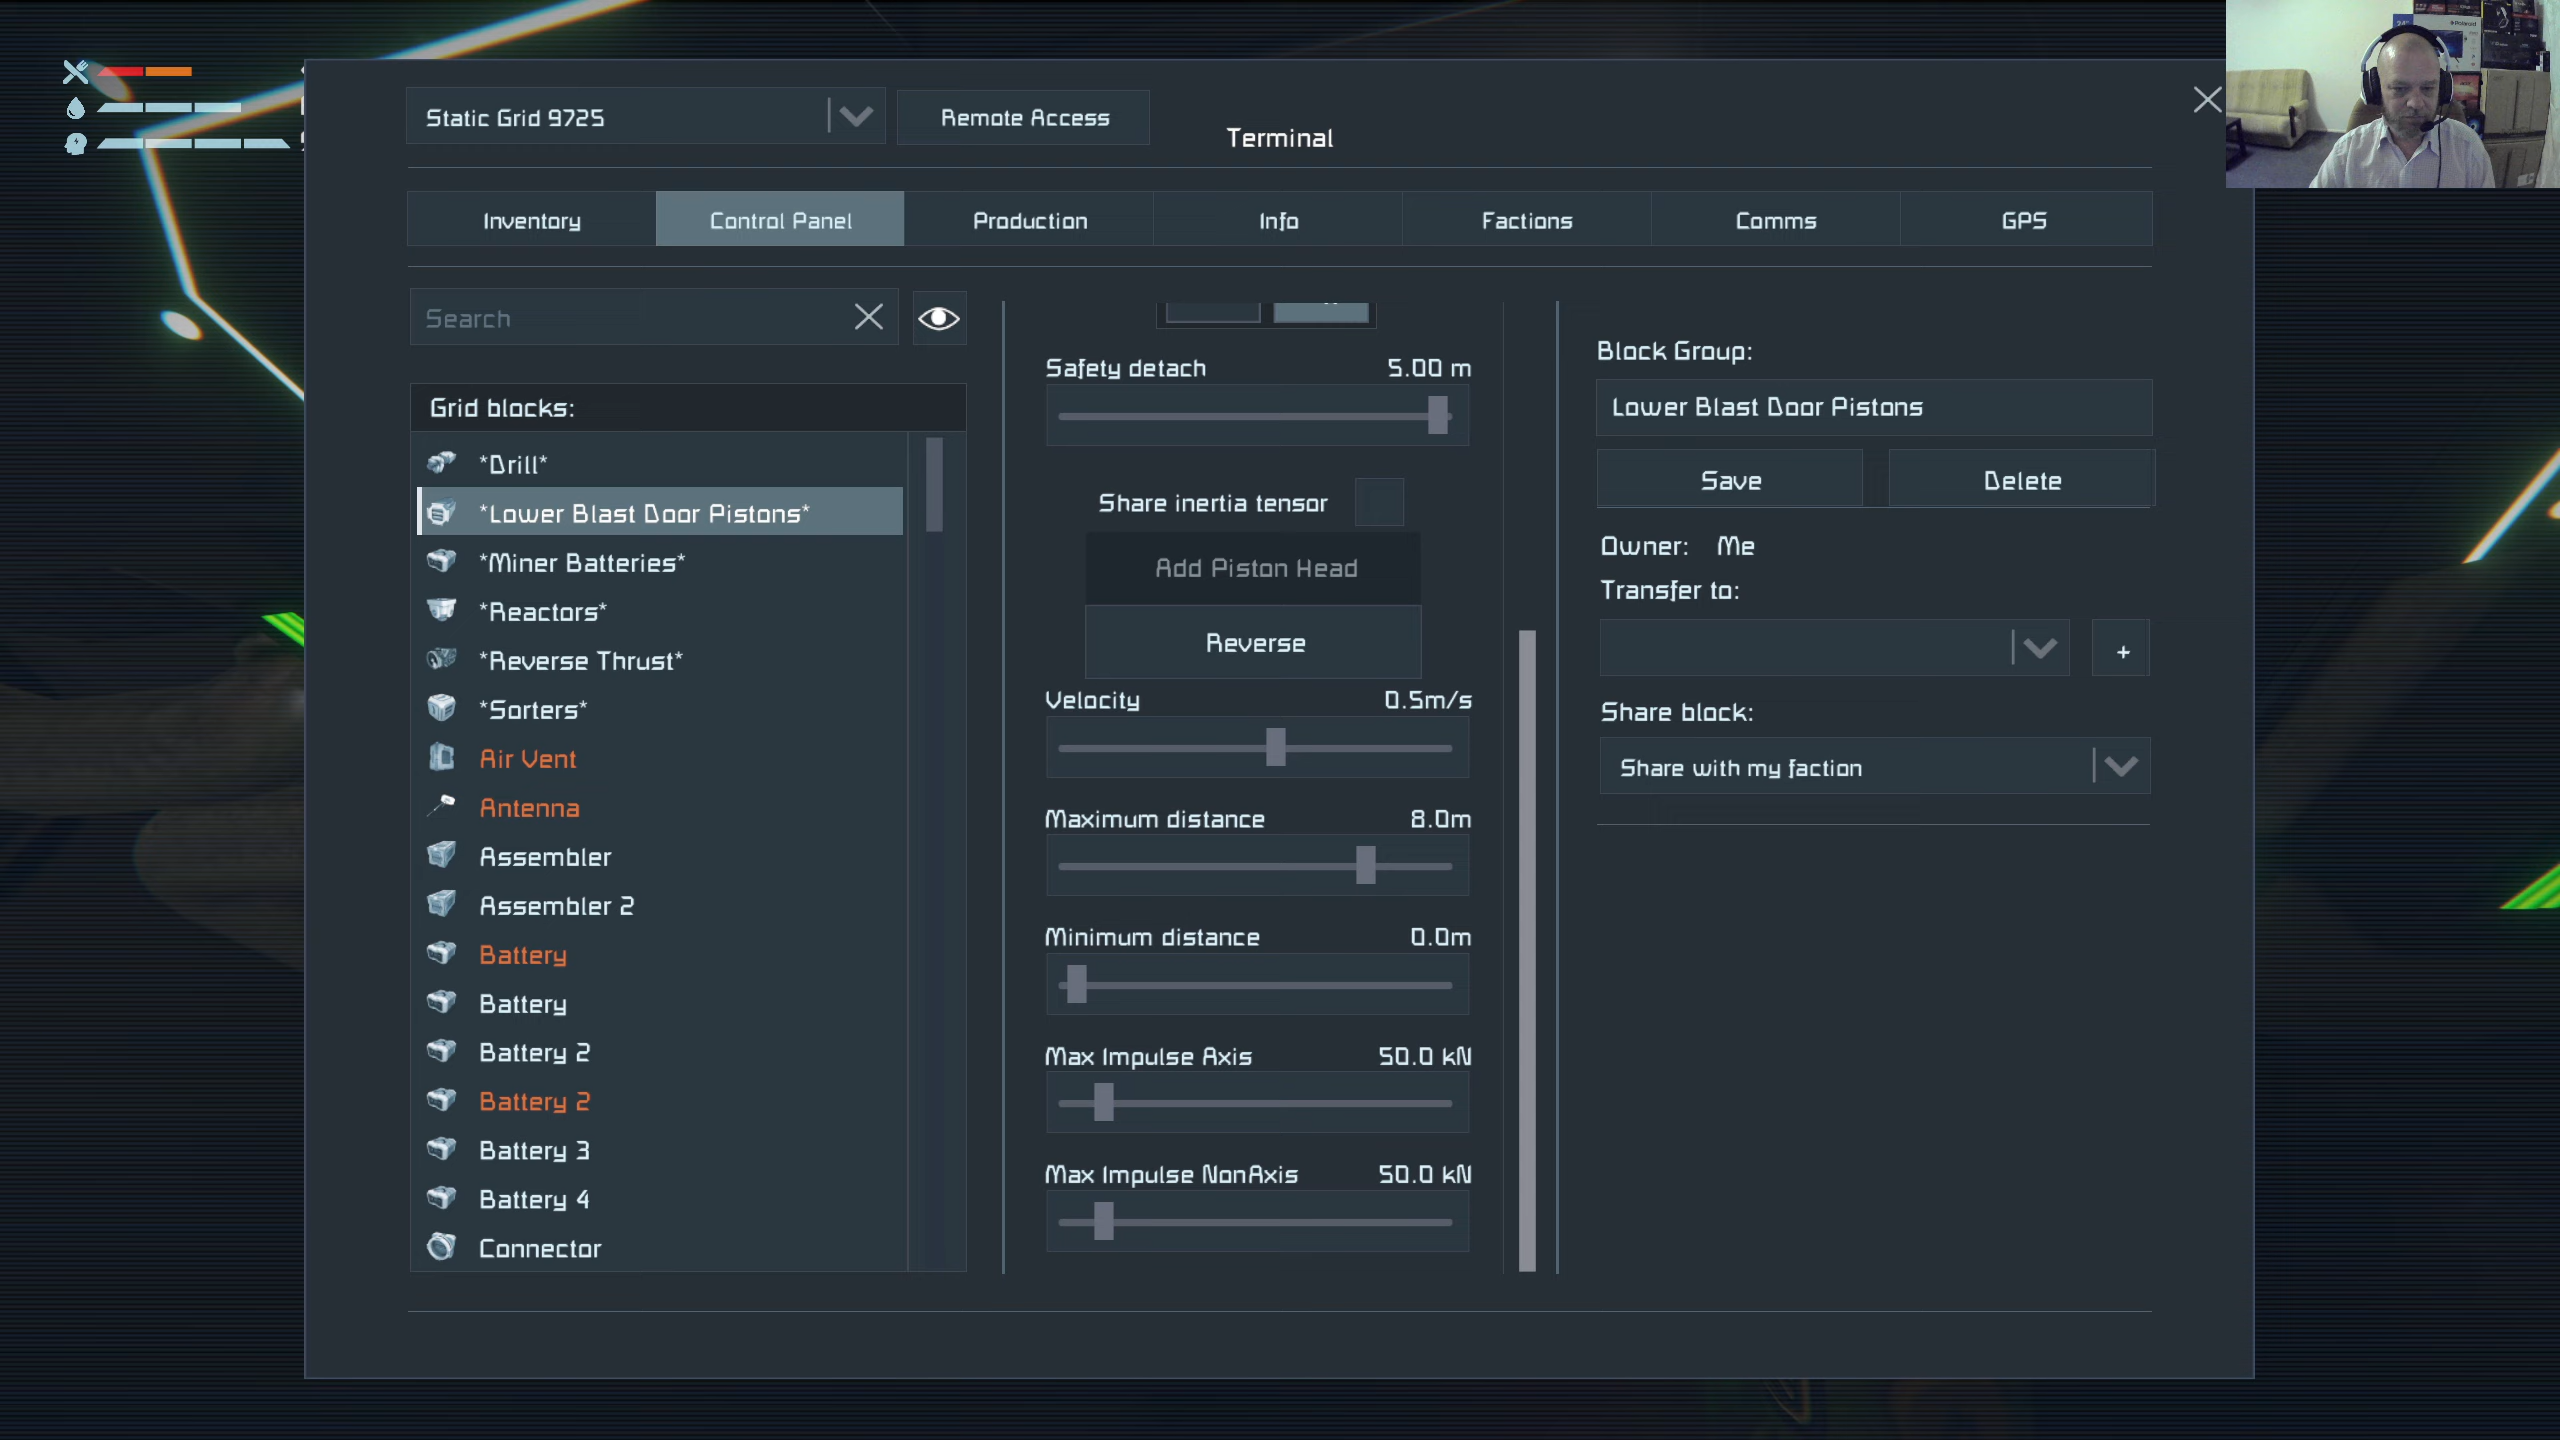 Static Grid 9725
Remote Access
Terminal
Inventory
Control Panel
Production
Info
Factions
Comms
GPS
Search
Grid blocks:
*Drill*
*Lower Blast Door Pistons*
*Miner Batteries*
*Reactors*
*Reverse Thrust*
*Sorters*
Air Vent
Antenna
Assembler
Assembler 2
Battery
Battery
Battery 2
Battery 2
Battery 3
Battery 4
Connector
Safety detach 5.00 m
Share inertia tensor
Add Piston Head
Reverse
Velocity 0.5m/s
Maximum distance 8.0m
Minimum distance 0.0m
Max Impulse Axis 50.0 kN
Max Impulse NonAxis 50.0 kN
Block Group:
Lower Blast Door Pistons
Save
Delete
Owner: Me
Transfer to:
+
Share block:
Share with my faction